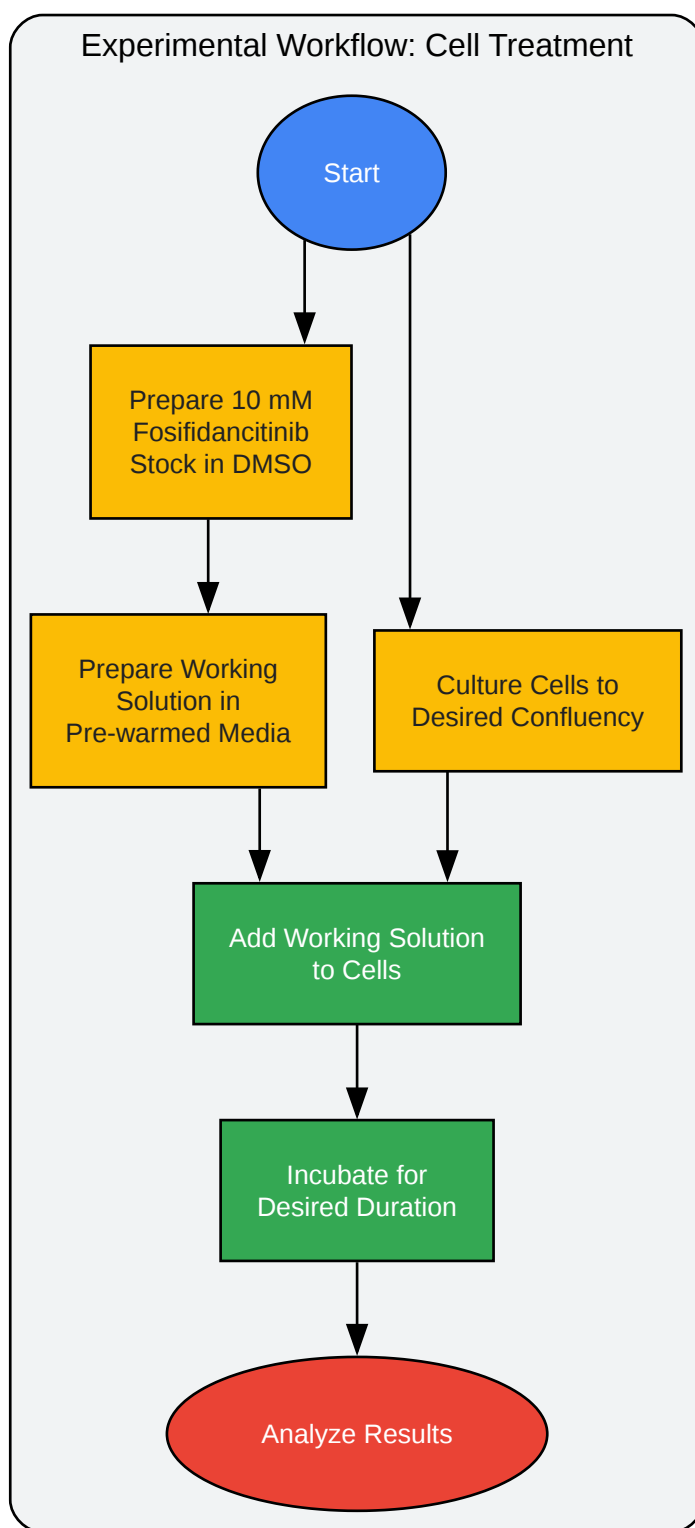 Experimental Workflow: Cell Treatment
Start
Prepare 10 mM
Fosifidancitinib
Stock in DMSO
Prepare Working
Solution in
Pre-warmed Media
Culture Cells to
Desired Confluency
Add Working Solution
to Cells
Incubate for
Desired Duration
Analyze Results